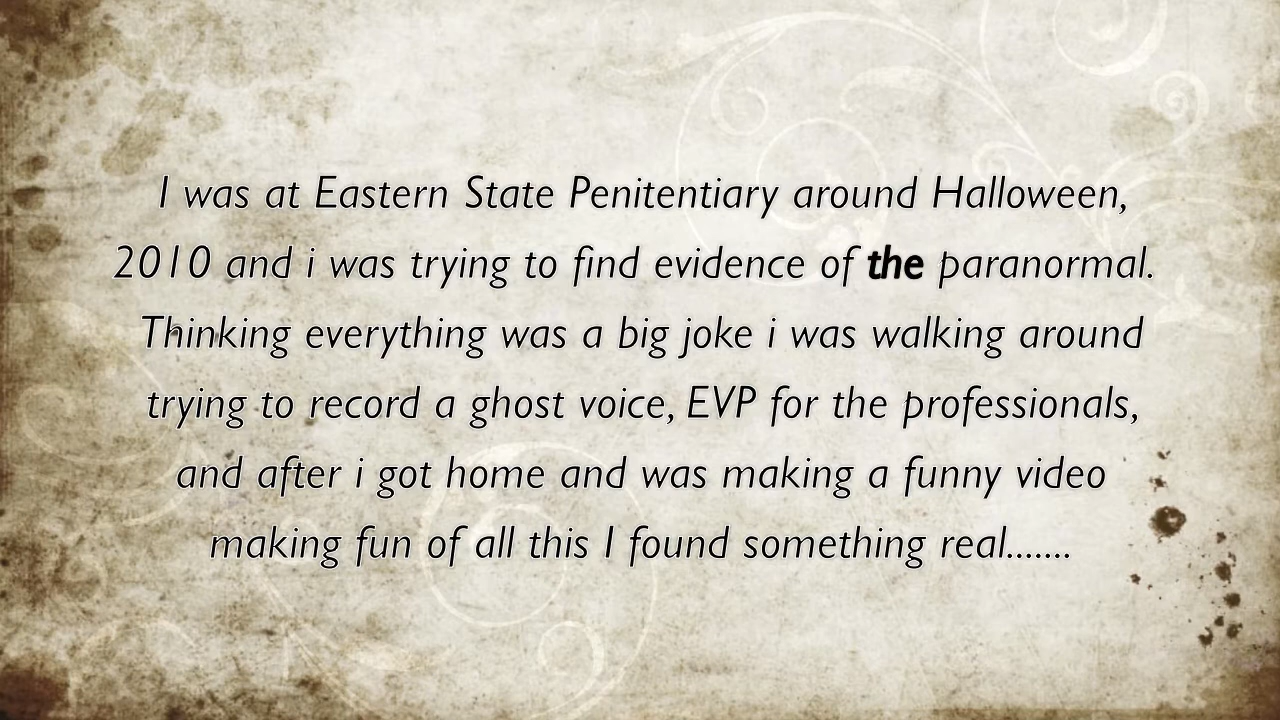 I was at Eastern State Penitentiary around Halloween,
2010 and i was trying to find evidence of the paranormal.
Thinking everything was a big joke i was walking around
trying to record a ghost voice, EVP for the professionals,
and after i got home and was making a funny video
making fun of all this I found something real.......